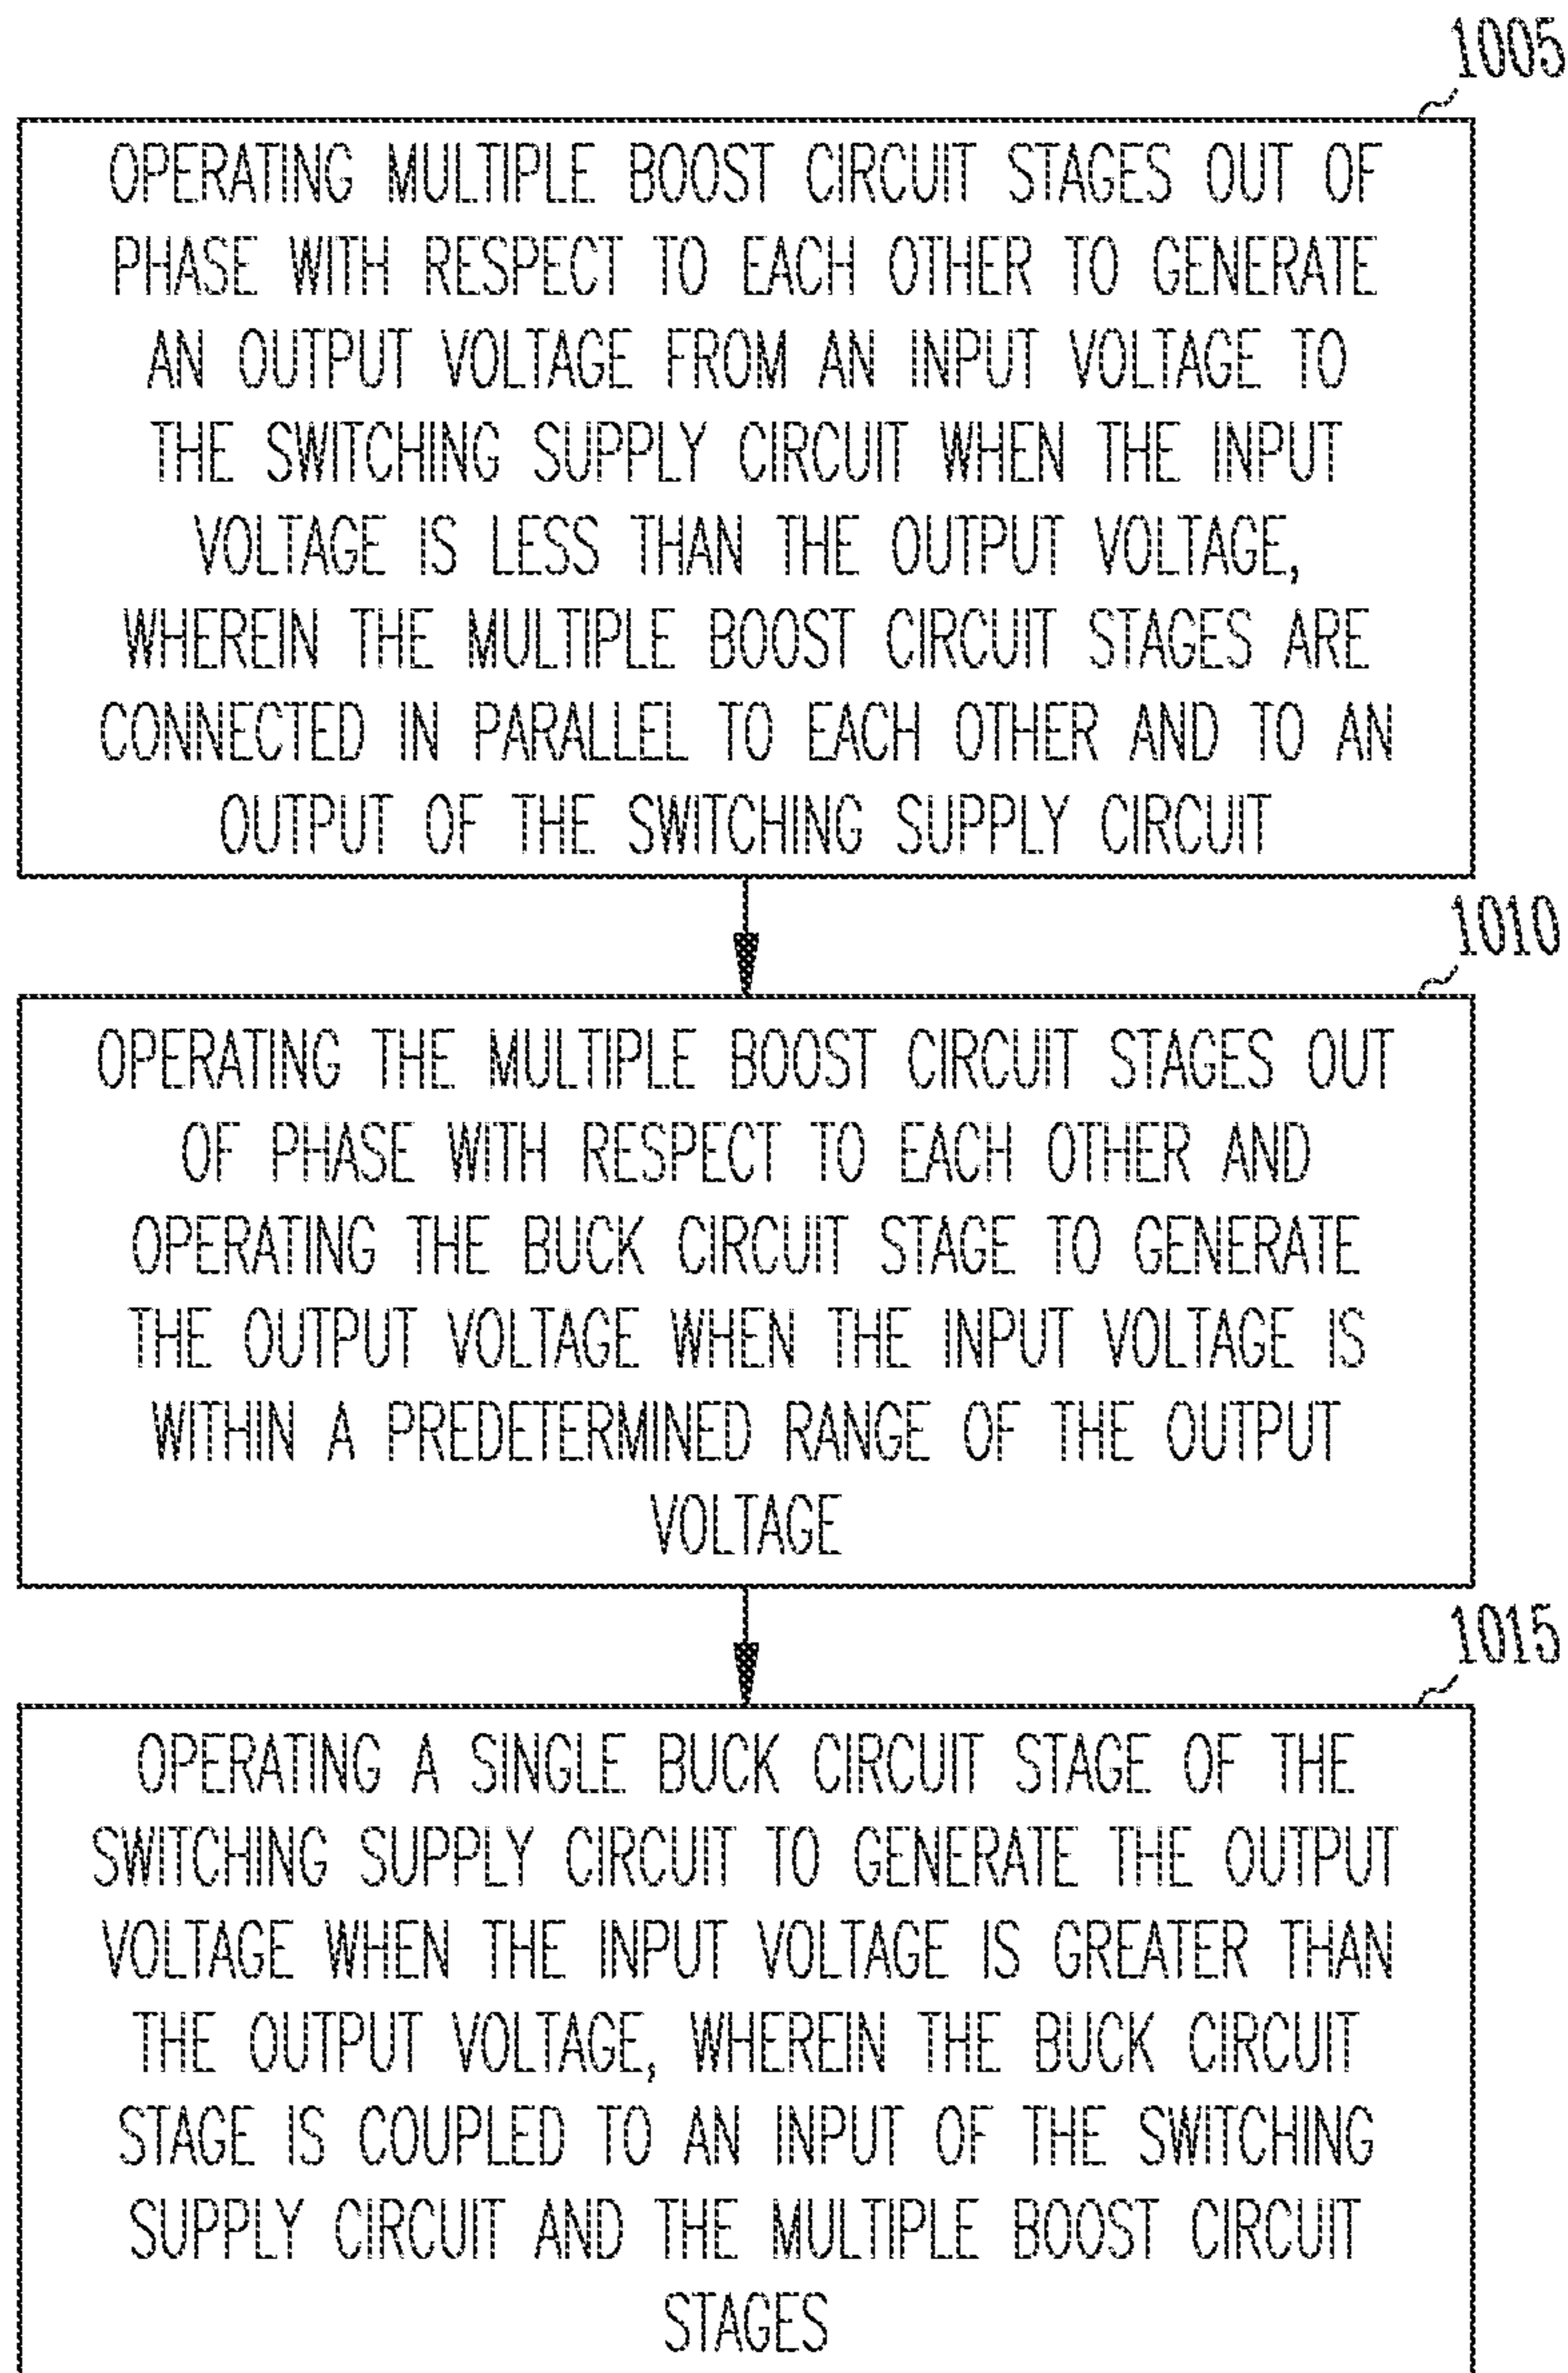 1005
OPERATING MULTIPLE BOOST CIRCUIT STAGES OUT OF
PHASE WITH RESPECT TO EACH OTHER TO GENERATE
AN OUTPUT VOLTAGE FROM AN INPUT VOLTAGE TO
THE SWITCHING SUPPLY CIRCUIT WHEN THE INPUT
VOLTAGE IS LESS THAN THE OUTPUT VOLTAGE,
WHEREIN THE MULTIPLE BOOST CIRCUIT STAGES ARE
CONNECTED IN PARALLEL TO EACH OTHER AND TO AN
OUTPUT OF THE SWITCHING SUPPLY CIRCUIT
1010
OPERATING THE MULTIPLE BOOST CIRCUIT STAGES OUT
OF PHASE WITH RESPECT TO EACH OTHER AND
OPERATING THE BUCK CIRCUIT STAGE TO GENERATE
THE OUTPUT VOLTAGE WHEN THE INPUT VOLTAGE IS
WITHIN A PREDETERMINED RANGE OF THE OUTPUT
VOLTAGE
1015
OPERATING A SINGLE BUCK CIRCUIT STAGE OF THE
SWITCHING SUPPLY CIRCUIT TO GENERATE THE OUTPUT
VOLTAGE WHEN THE INPUT VOLTAGE IS GREATER THAN
THE OUTPUT VOLTAGE, WHEREIN THE BUCK CIRCUIT
STAGE IS COUPLED TO AN INPUT OF THE SWITCHING
SUPPLY CIRCUIT AND THE MULTIPLE BOOST CIRCUIT
STAGES